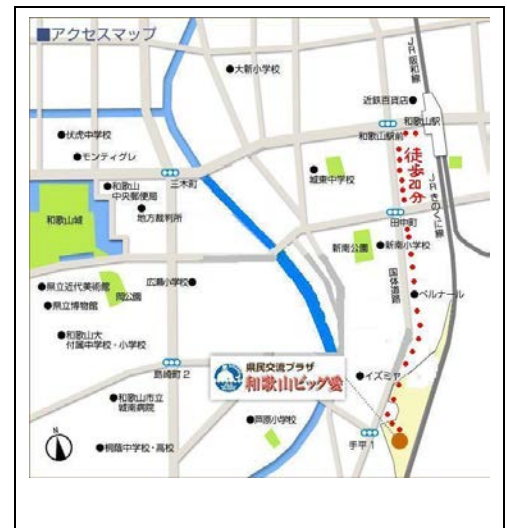 ■アクセスマップ
JR阪和線
●大新小学校
近鉄百貨店●
和歌山駅
和歌山駅前
●伏虎中学校
●モンティグレ
徒歩20分
三木町
城東中学校
●和歌山
中央郵便局
●
地方裁判所
和歌山城
田中町
JRきのくに線
新南公園
●新南小学校
国体道路
広瀬小学校●
●県立近代美術館
●県立博物館
岡公園
●ベルナール
●和歌山大
付属中学校・小学校
県民交流プラザ
和歌山ビッグ愛
島崎町2
●イズミヤ
●和歌山市立
城南病院
●芦原小学校
N
●桐蔭中学校・高校
手平1